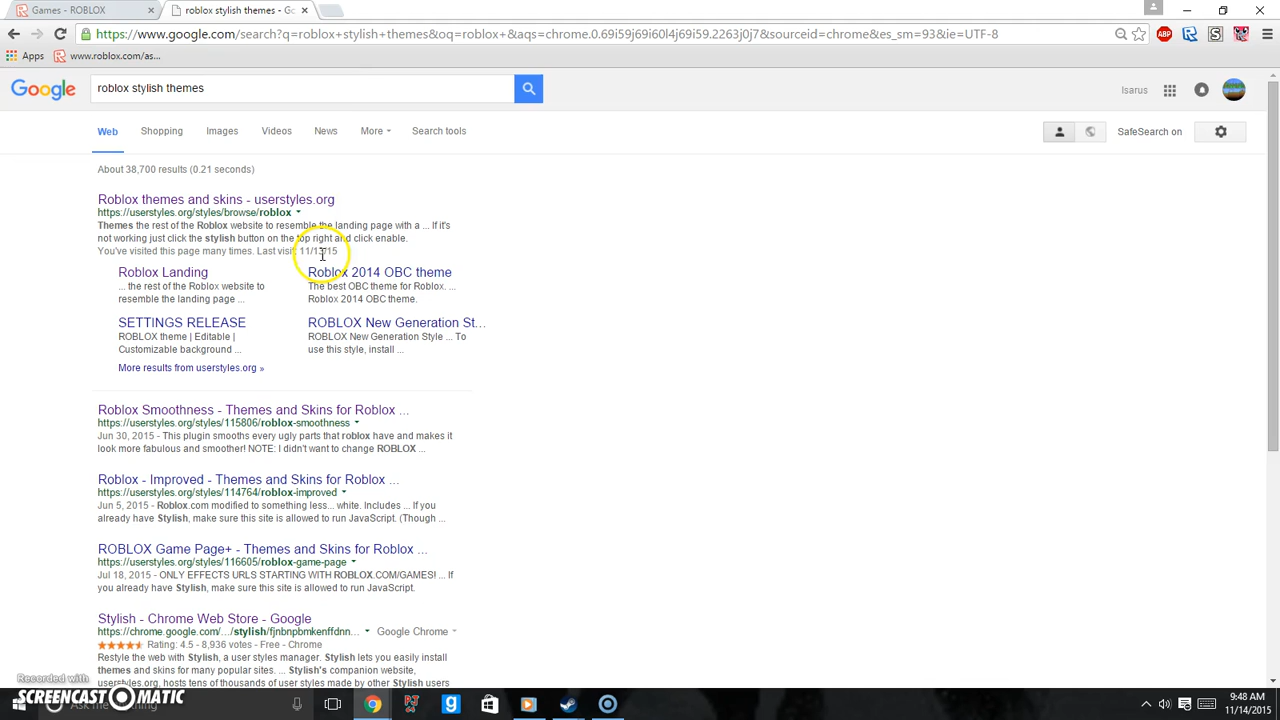 Games - ROBLOX
roblox stylish themes - Go
https://www.google.com/search?q=roblox+stylish+themes&oq=roblox+&aqs=chrome.0.69i59j69i60l4j69i59.2263j0j7&sourceid=chrome&es_sm=93&ie=UTF-8
Apps www.roblox.com/as...
Google roblox stylish themes Isarus
Web Shopping Images Videos News More Search tools SafeSearch on
About 38,700 results (0.21 seconds)
Roblox themes and skins - userstyles.org
https://userstyles.org/styles/browse/roblox
Themes the rest of the Roblox website to resemble the landing page with a ... If it's
not working just click the stylish button on the top right and click enable.
You've visited this page many times. Last visit: 11/13/15
Roblox Landing
... the rest of the Roblox website to
resemble the landing page ...
Roblox 2014 OBC theme
The best OBC theme for Roblox. ...
Roblox 2014 OBC theme.
SETTINGS RELEASE
ROBLOX theme | Editable |
Customizable background ...
ROBLOX New Generation St...
ROBLOX New Generation Style ... To
use this style, install ...
More results from userstyles.org »
Roblox Smoothness - Themes and Skins for Roblox ...
https://userstyles.org/styles/115806/roblox-smoothness
Jun 30, 2015 - This plugin smooths every ugly parts that roblox have and makes it
look more fabulous and smoother! NOTE: I didn't want to change ROBLOX ...
Roblox - Improved - Themes and Skins for Roblox ...
https://userstyles.org/styles/114764/roblox-improved
Jun 5, 2015 - Roblox.com modified to something less... white. Includes ... If you
already have Stylish, make sure this site is allowed to run JavaScript. (Though ...
ROBLOX Game Page+ - Themes and Skins for Roblox ...
https://userstyles.org/styles/116605/roblox-game-page
Jul 18, 2015 - ONLY EFFECTS URLS STARTING WITH ROBLOX.COM/GAMES! ... If
you already have Stylish, make sure this site is allowed to run JavaScript.
Stylish - Chrome Web Store - Google
https://chrome.google.com/.../stylish/fjnbnpbmkenffdnn... Google Chrome
Rating: 4.5 - 8,936 votes - Free - Chrome
Restyle the web with Stylish, a user styles manager. Stylish lets you easily install
themes and skins for many popular sites. ... Stylish's companion website,
userstyles.org, hosts tens of thousands of user styles made by other Stylish users
Recorded with
SCREENCAST MATIC
9:48 AM
11/14/2015